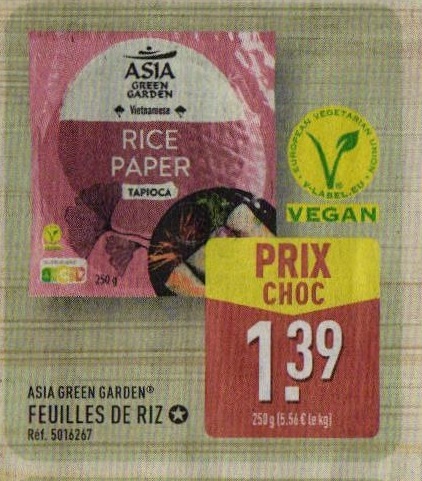 ASIA
GREEN
GARDEN
Vietnamese
RICE
PAPER
TAPIOCA
250 g
EUROPEAN VEGETARIAN UNION
V-LABEL.EU
VEGAN
PRIX
CHOC
1.39
250 g (5.56 € le kg)
ASIA GREEN GARDEN®
FEUILLES DE RIZ
Réf. 5016267